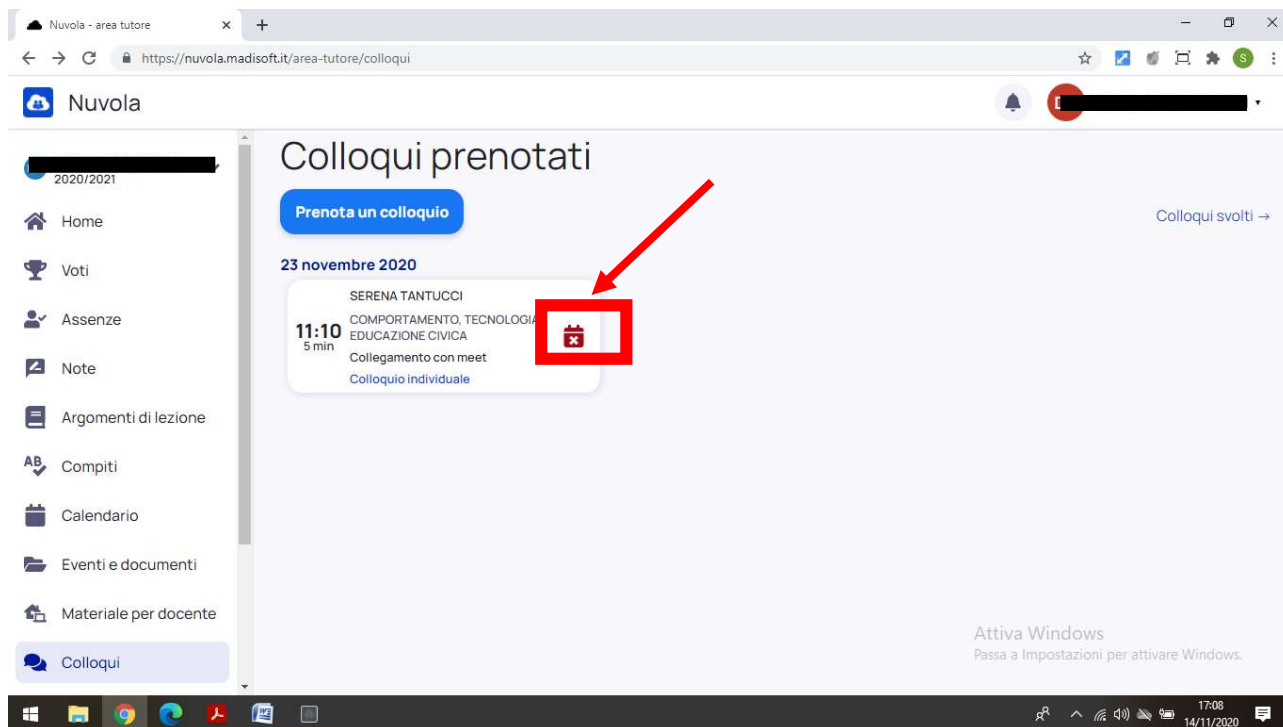 Nuvola - area tutore
https://nuvola.madisoft.it/area-tutore/colloqui
S
Nuvola
2020/2021
Home
Voti
Assenze
Note
Argomenti di lezione
AB
Compiti
Calendario
Eventi e documenti
Materiale per docente
Colloqui
Colloqui prenotati
Prenota un colloquio
Colloqui svolti →
23 novembre 2020
SERENA TANTUCCI
11:10
5 min
COMPORTAMENTO, TECNOLOGIA
EDUCAZIONE CIVICA
Collegamento con meet
Colloquio individuale
Attiva Windows
Passa a Impostazioni per attivare Windows.
17:08
14/11/2020